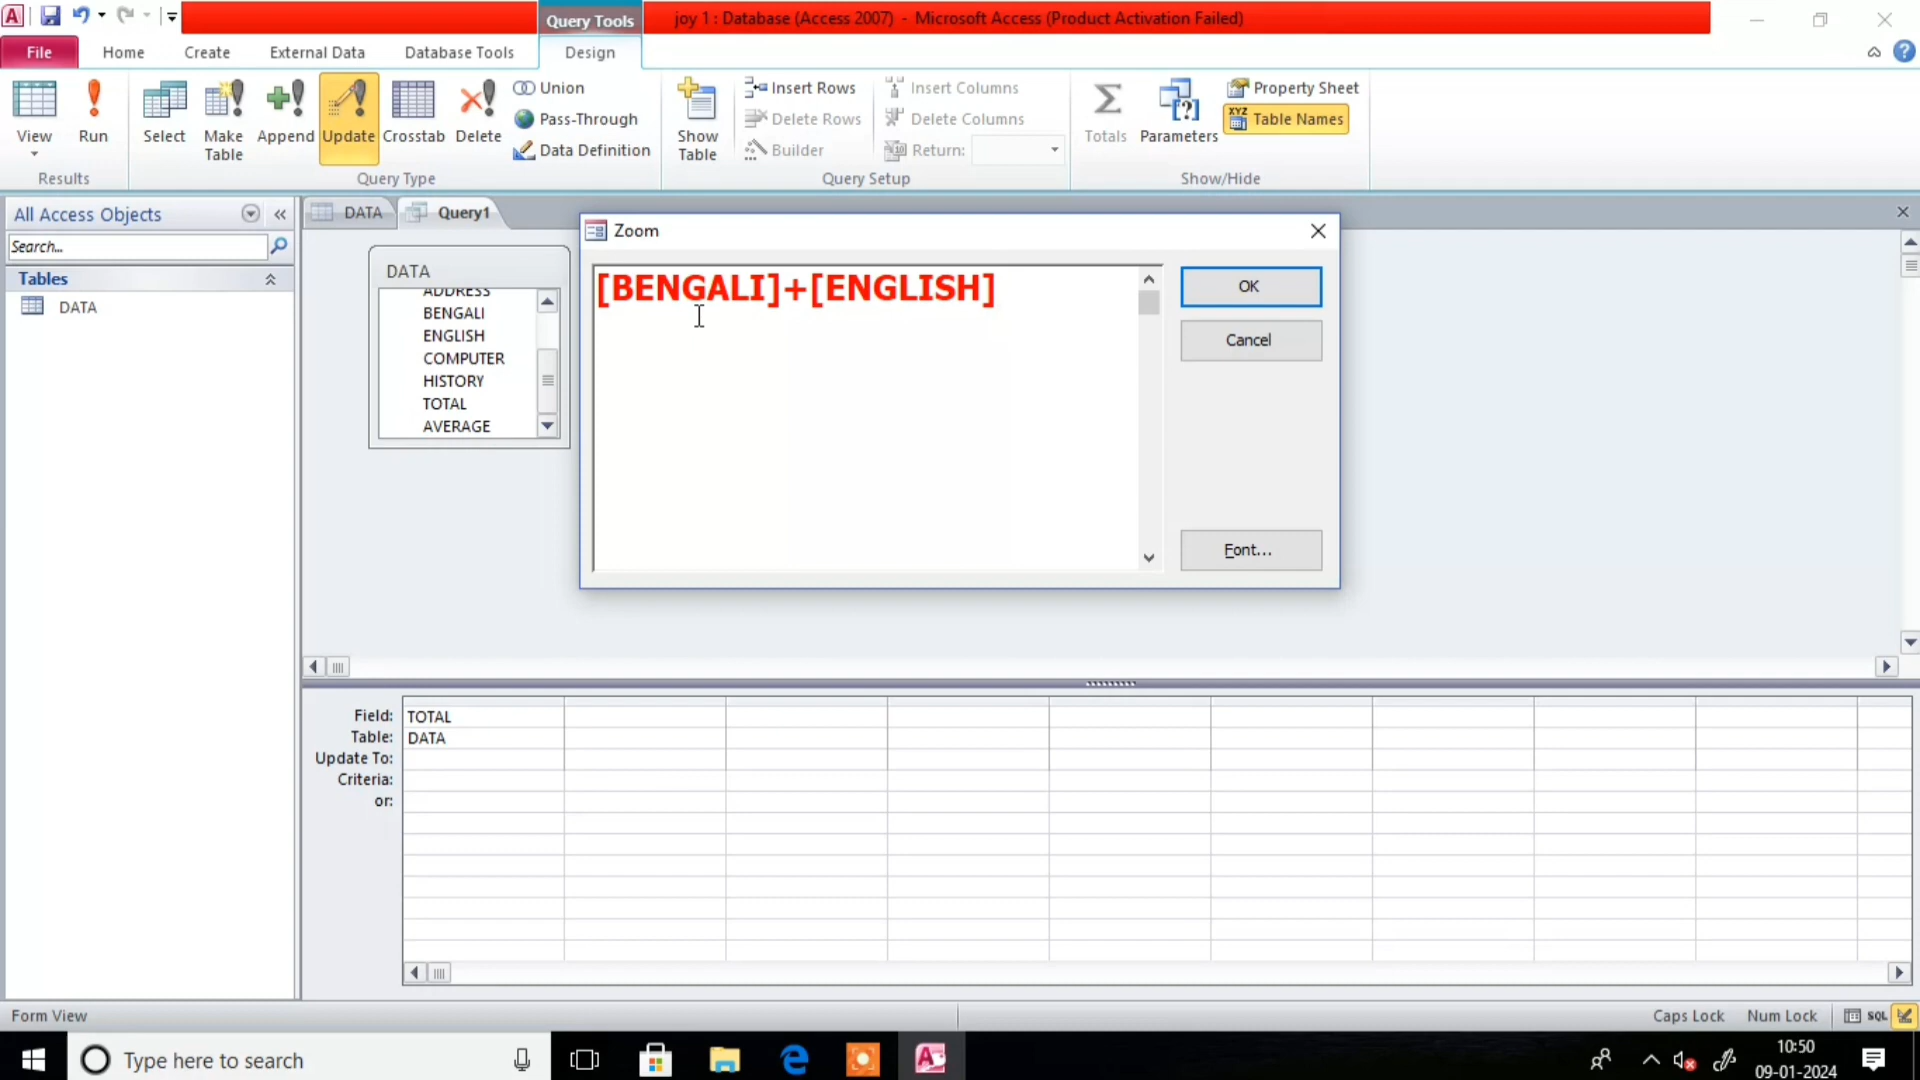 Query Tools
joy 1 : Database (Access 2007) - Microsoft Access (Product Activation Failed)
File Home Create External Data Database Tools Design
View Run Select Make Table Append Update Crosstab Delete
Union
Pass-Through
Data Definition
Show Table
Insert Rows
Delete Rows
Builder
Insert Columns
Delete Columns
Return:
Totals Parameters
Property Sheet
Table Names
Results Query Type Query Setup Show/Hide
All Access Objects
Search...
Tables
DATA
DATA Query1
DATA
ADDRESS
BENGALI
ENGLISH
COMPUTER
HISTORY
TOTAL
AVERAGE
Zoom
[BENGALI]+[ENGLISH]
OK
Cancel
Font...
Field: TOTAL
Table: DATA
Update To:
Criteria:
or:
Form View Caps Lock Num Lock SQL
Type here to search
10:50
09-01-2024